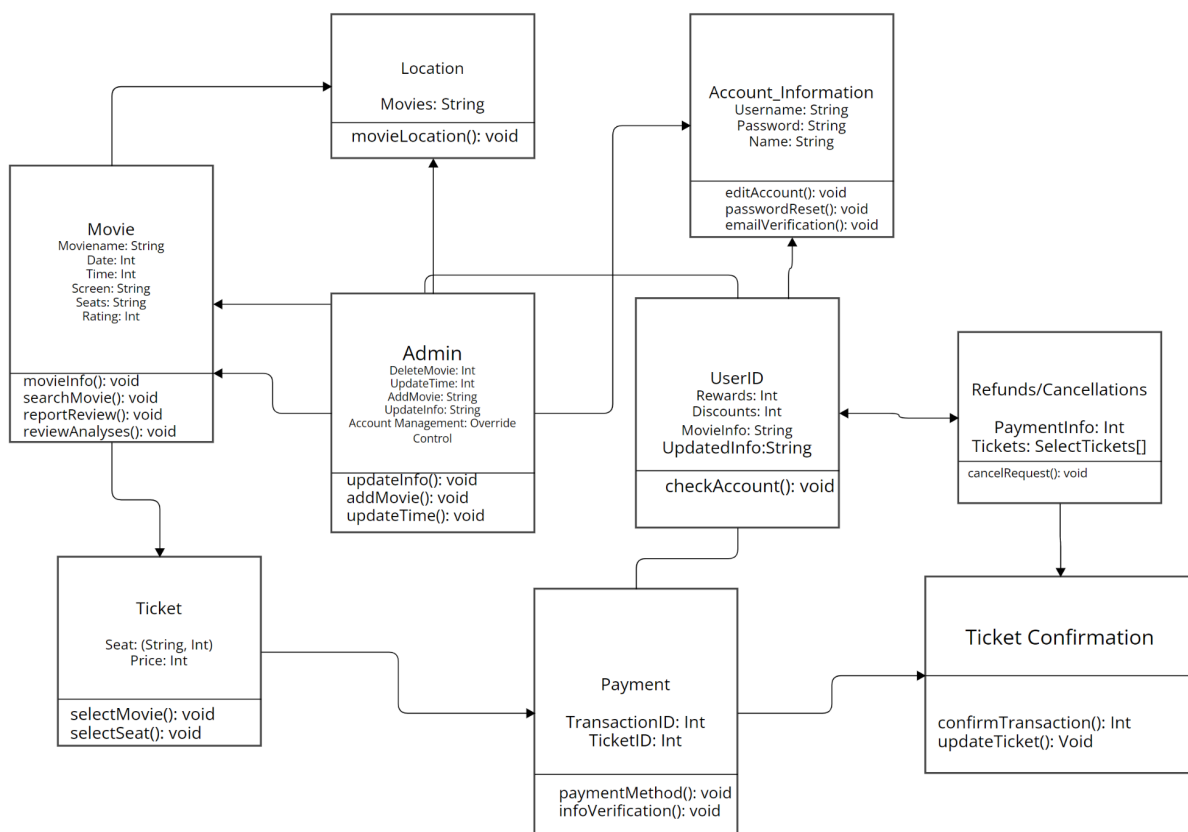 Location
Movies: String
movieLocation(): void
Account_Information
Username: String
Password: String
Name: String
editAccount(): void
passwordReset(): void
emailVerification(): void
Movie
Moviename: String
Date: Int
Time: Int
Screen: String
Seats: String
Rating: Int
movieInfo(): void
searchMovie(): void
reportReview(): void
reviewAnalyses(): void
Admin
DeleteMovie: Int
UpdateTime: Int
AddMovie: String
UpdateInfo: String
Account Management: Override
Control
updateInfo(): void
addMovie(): void
updateTime(): void
UserID
Rewards: Int
Discounts: Int
MovieInfo: String
UpdatedInfo:String
checkAccount(): void
Refunds/Cancellations
PaymentInfo: Int
Tickets: SelectTickets[]
cancelRequest(): void
Ticket
Seat: (String, Int)
Price: Int
selectMovie(): void
selectSeat(): void
Payment
TransactionID: Int
TicketID: Int
paymentMethod(): void
infoVerification(): void
Ticket Confirmation
confirmTransaction(): Int
updateTicket(): Void